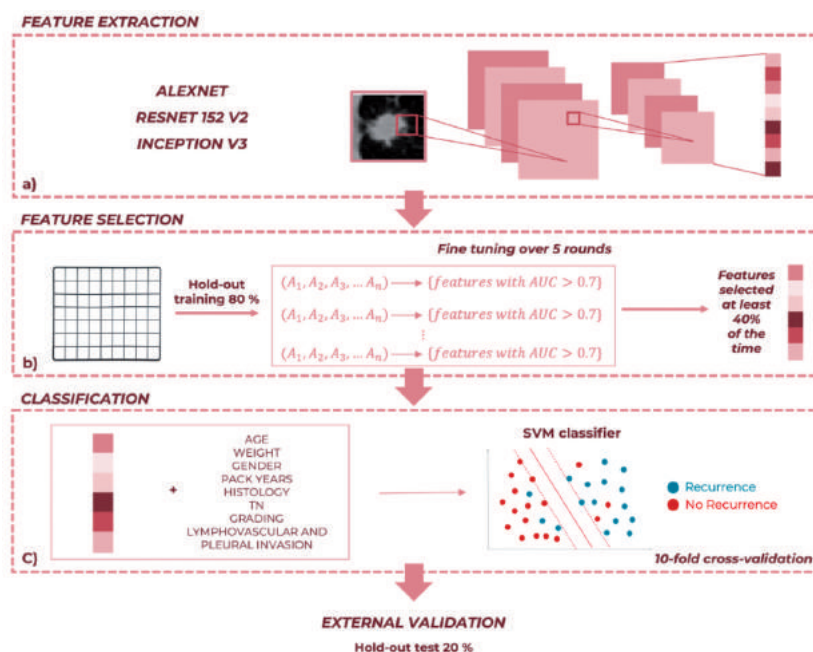 FEATURE EXTRACTION
ALEXNET
RESNET 152 V2
INCEPTION V3
a)
FEATURE SELECTION
Fine tuning over 5 rounds
Hold-out
training 80 %
(A₁, A₂, A₃, … Aₙ) ⟶ {features with AUC > 0.7}
(A₁, A₂, A₃, … Aₙ) ⟶ {features with AUC > 0.7}
⋮
(A₁, A₂, A₃, … Aₙ) ⟶ {features with AUC > 0.7}
Features
selected
at least
40%
of the
time
b)
CLASSIFICATION
+
AGE
WEIGHT
GENDER
PACK YEARS
HISTOLOGY
TN
GRADING
LYMPHOVASCULAR AND
PLEURAL INVASION
SVM classifier
Recurrence
No Recurrence
C)
10-fold cross-validation
EXTERNAL VALIDATION
Hold-out test 20 %